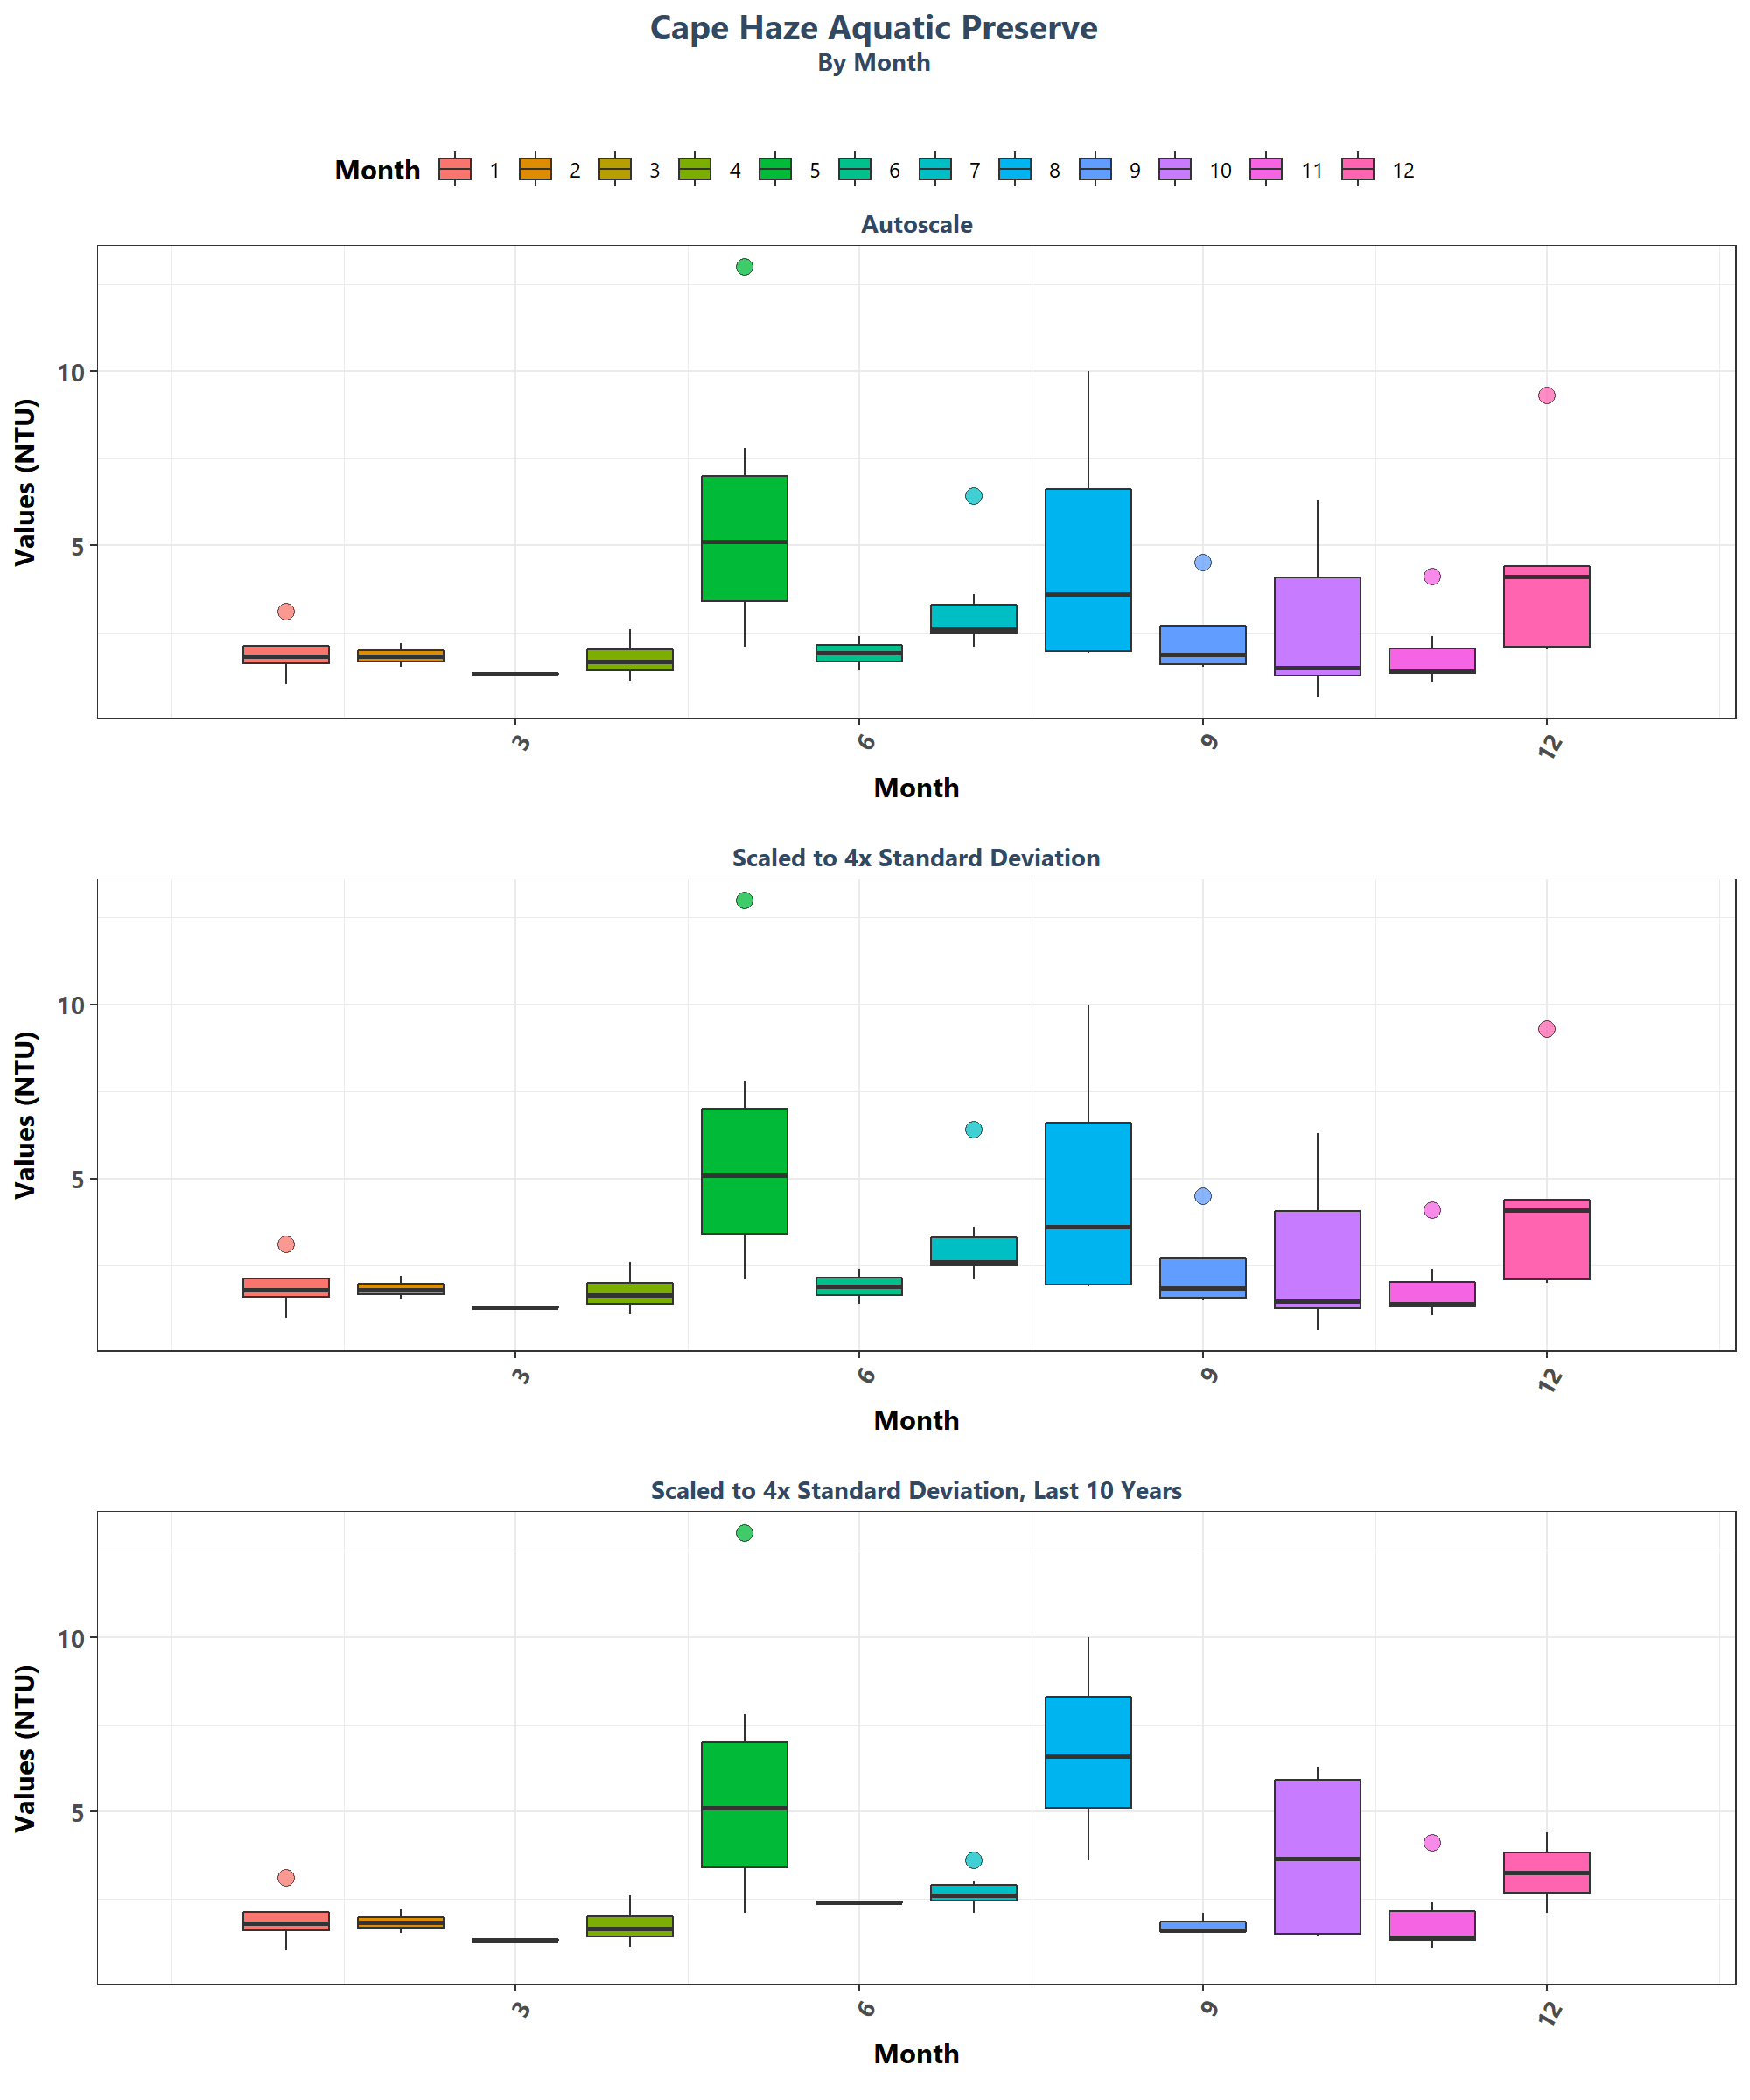 Cape Haze Aquatic Preserve
By Month
Month 1 2 3 4 5 6 7 8 9 10 11 12
Autoscale
Values (NTU)
10
5
3 6 9 12
Month
Scaled to 4x Standard Deviation
Values (NTU)
10
5
3 6 9 12
Month
Scaled to 4x Standard Deviation, Last 10 Years
Values (NTU)
10
5
3 6 9 12
Month